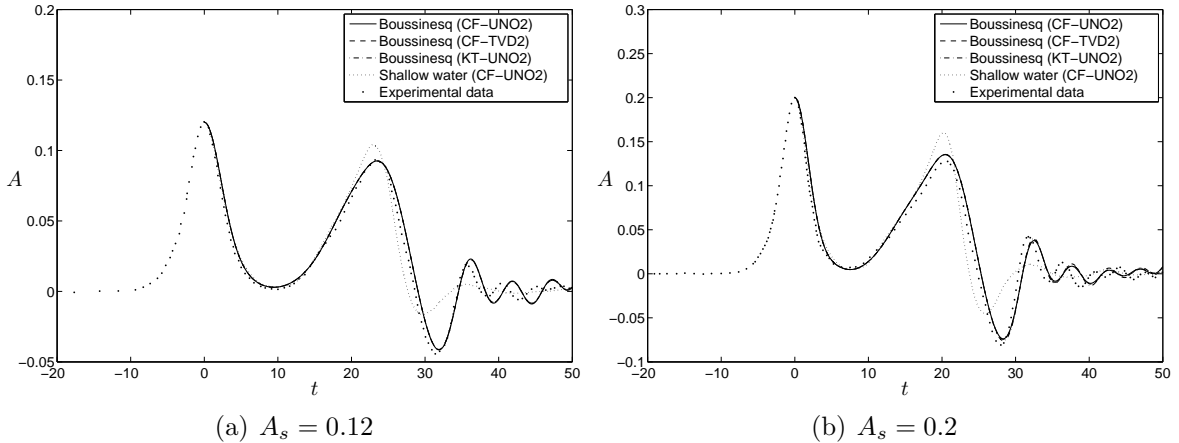 0.2
0.15
0.1
0.05
0
−0.05
A
−20 −10 0 10 20 30 40 50
t
Boussinesq (CF−UNO2)
Boussinesq (CF−TVD2)
Boussinesq (KT−UNO2)
Shallow water (CF−UNO2)
Experimental data
(a) A_s = 0.12
0.3
0.25
0.2
0.15
0.1
0.05
0
−0.05
−0.1
A
−20 −10 0 10 20 30 40 50
t
Boussinesq (CF−UNO2)
Boussinesq (CF−TVD2)
Boussinesq (KT−UNO2)
Shallow water (CF−UNO2)
Experimental data
(b) A_s = 0.2